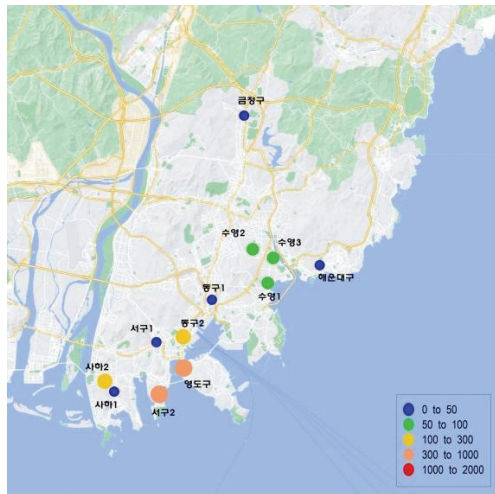 금정구
수영2
수영3
해운대구
수영1
동구1
동구2
서구1
영도구
사하2
사하1
서구2
0 to 50
50 to 100
100 to 300
300 to 1000
1000 to 2000